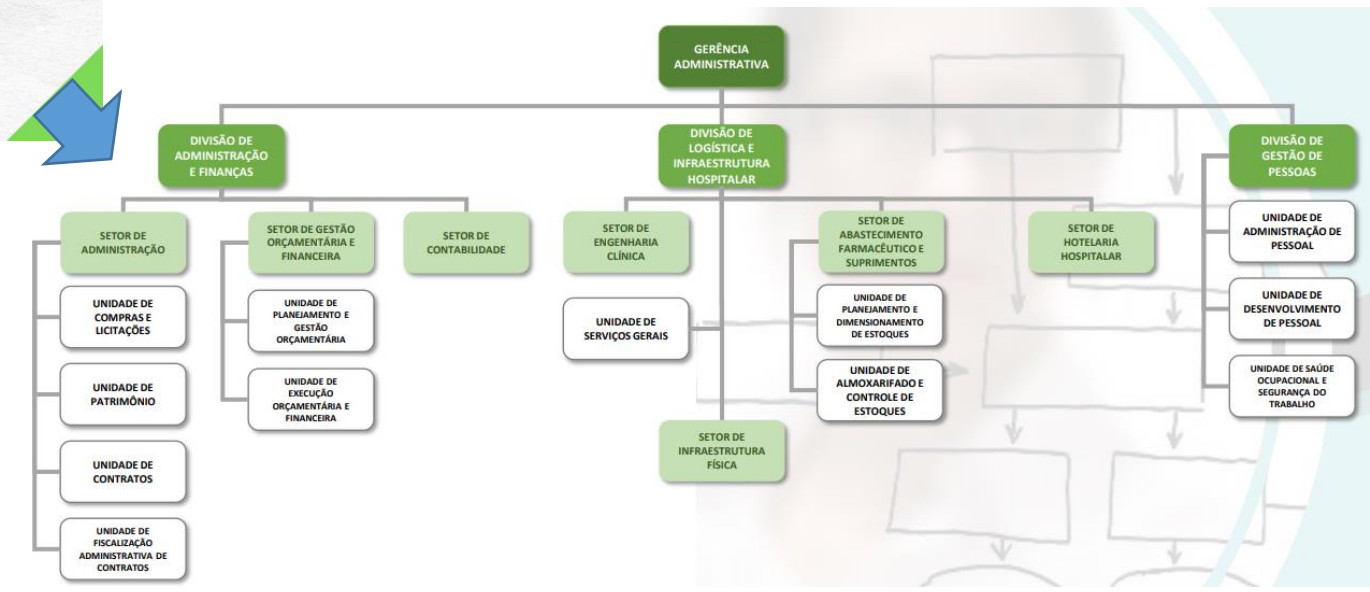 GERÊNCIA
ADMINISTRATIVA
DIVISÃO DE
ADMINISTRAÇÃO
E FINANÇAS
DIVISÃO DE
LOGÍSTICA E
INFRAESTRUTURA
HOSPITALAR
DIVISÃO DE
GESTÃO DE
PESSOAS
SETOR DE
ADMINISTRAÇÃO
SETOR DE GESTÃO
ORÇAMENTÁRIA E
FINANCEIRA
SETOR DE
CONTABILIDADE
SETOR DE
ENGENHARIA
CLÍNICA
SETOR DE
ABASTECIMENTO
FARMACÊUTICO E
SUPRIMENTOS
SETOR DE
HOTELARIA
HOSPITALAR
UNIDADE DE
ADMINISTRAÇÃO DE
PESSOAL
UNIDADE DE
COMPRAS E
LICITAÇÕES
UNIDADE DE
PLANEJAMENTO E
GESTÃO
ORÇAMENTÁRIA
UNIDADE DE
SERVIÇOS GERAIS
UNIDADE DE
PLANEJAMENTO E
DIMENSIONAMENTO
DE ESTOQUES
UNIDADE DE
DESENVOLVIMENTO
DE PESSOAL
UNIDADE DE
PATRIMÔNIO
UNIDADE DE
EXECUÇÃO
ORÇAMENTÁRIA E
FINANCEIRA
UNIDADE DE
ALMOXARIFADO E
CONTROLE DE
ESTOQUES
UNIDADE DE SAÚDE
OCUPACIONAL E
SEGURANÇA DO
TRABALHO
UNIDADE DE
CONTRATOS
SETOR DE
INFRAESTRUTURA
FÍSICA
UNIDADE DE
FISCALIZAÇÃO
ADMINISTRATIVA DE
CONTRATOS